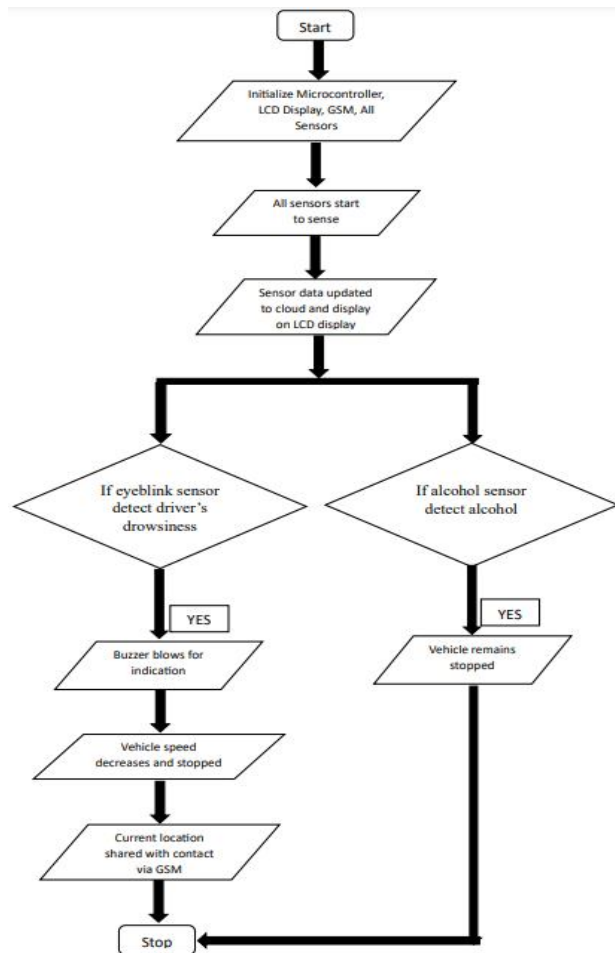 Start
Initialize Microcontroller,
LCD Display, GSM, All
Sensors
All sensors start
to sense
Sensor data updated
to cloud and display
on LCD display
If eyeblink sensor
detect driver's
drowsiness
If alcohol sensor
detect alcohol
YES
YES
Buzzer blows for
indication
Vehicle remains
stopped
Vehicle speed
decreases and stopped
Current location
shared with contact
via GSM
Stop